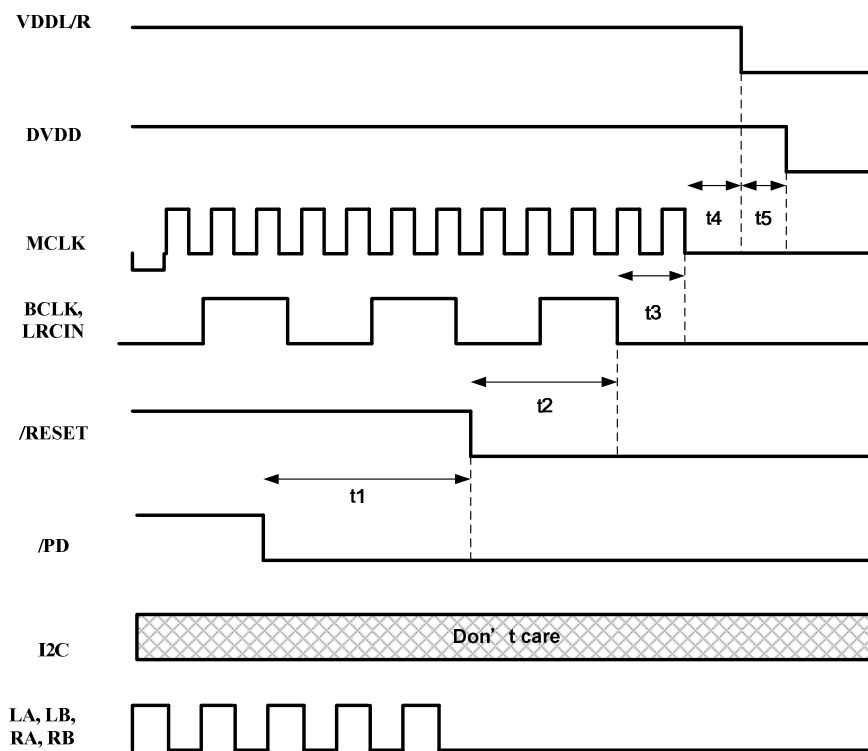 VDDL/R
DVDD
t4
t5
MCLK
BCLK,
LRCIN
t3
t2
/RESET
t1
/PD
Don’ t care
I2C
LA, LB,
RA, RB